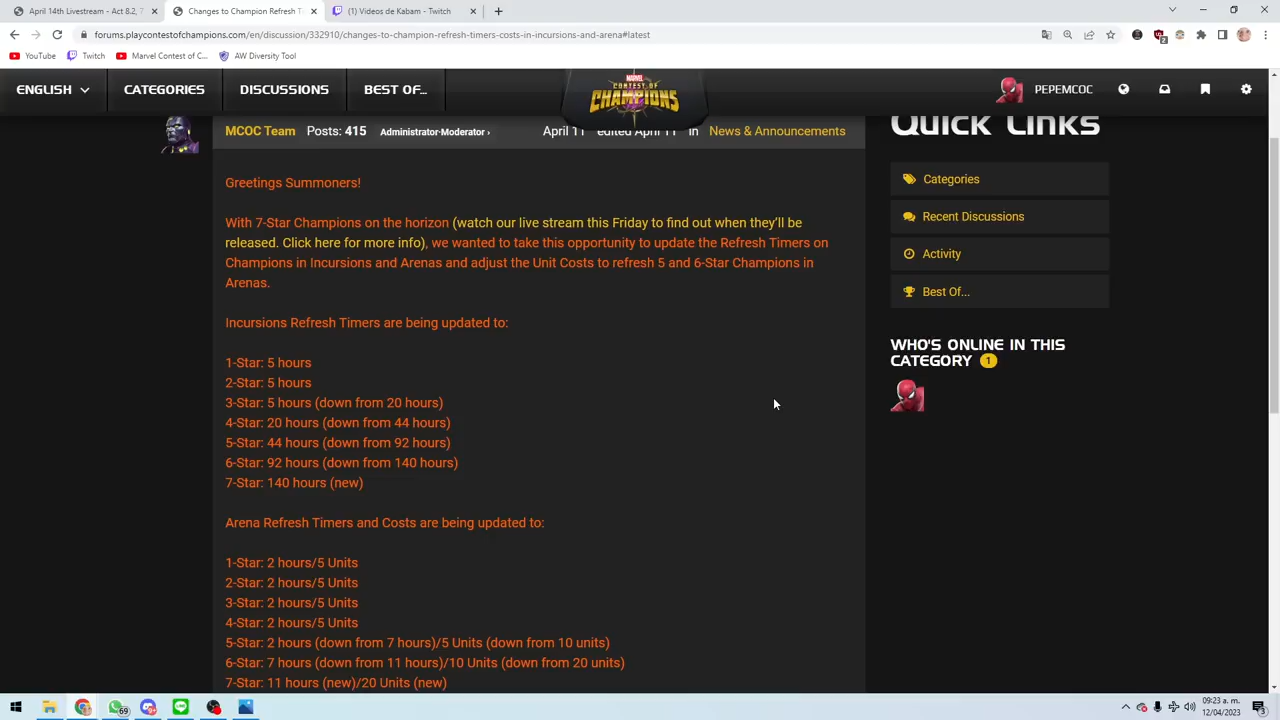 April 14th Livestream - Act 8.2, 7
Changes to Champion Refresh Ti
(1) Videos de Kabam - Twitch
forums.playcontestofchampions.com/en/discussion/332910/changes-to-champion-refresh-timers-costs-in-incursions-and-arena#latest
YouTube
Twitch
Marvel Contest of C...
AW Diversity Tool
ENGLISH
CATEGORIES
DISCUSSIONS
BEST OF...
MARVEL
CONTEST OF
CHAMPIONS
PEPEMCOC
MCOC Team Posts: 415 Administrator-Moderator ›
April 11 edited April 11 in News & Announcements
Greetings Summoners!
With 7-Star Champions on the horizon (watch our live stream this Friday to find out when they'll be
released. Click here for more info), we wanted to take this opportunity to update the Refresh Timers on
Champions in Incursions and Arenas and adjust the Unit Costs to refresh 5 and 6-Star Champions in
Arenas.
Incursions Refresh Timers are being updated to:
1-Star: 5 hours
2-Star: 5 hours
3-Star: 5 hours (down from 20 hours)
4-Star: 20 hours (down from 44 hours)
5-Star: 44 hours (down from 92 hours)
6-Star: 92 hours (down from 140 hours)
7-Star: 140 hours (new)
Arena Refresh Timers and Costs are being updated to:
1-Star: 2 hours/5 Units
2-Star: 2 hours/5 Units
3-Star: 2 hours/5 Units
4-Star: 2 hours/5 Units
5-Star: 2 hours (down from 7 hours)/5 Units (down from 10 units)
6-Star: 7 hours (down from 11 hours)/10 Units (down from 20 units)
7-Star: 11 hours (new)/20 Units (new)
Quick Links
Categories
Recent Discussions
Activity
Best Of...
WHO'S ONLINE IN THIS
CATEGORY 1
69
09:23 a. m.
12/04/2023
3